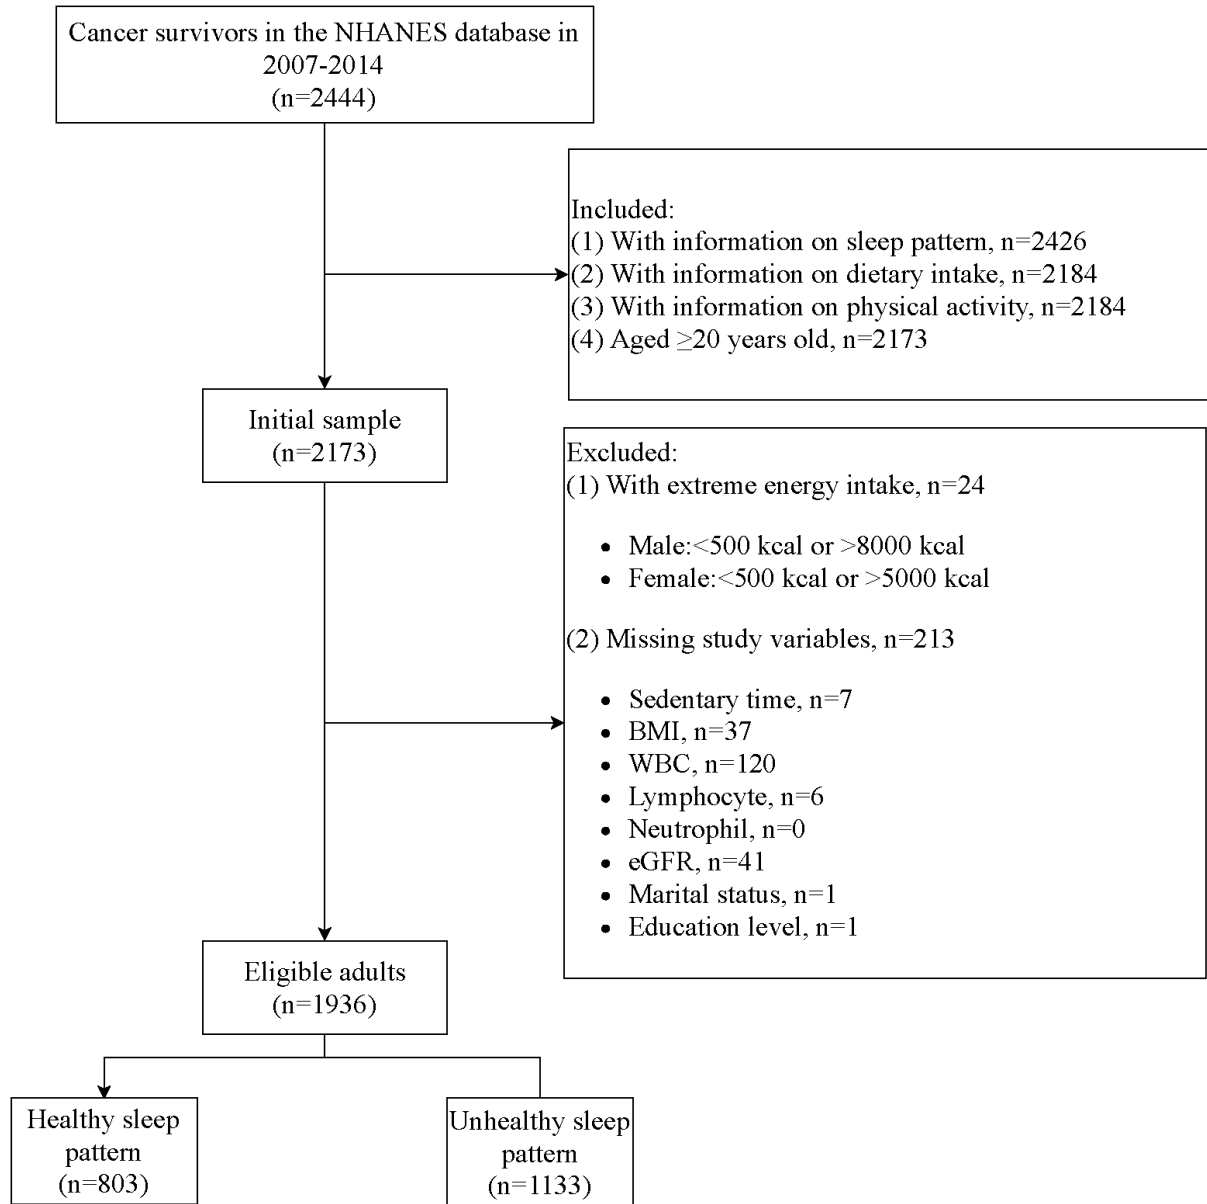 Cancer survivors in the NHANES database in
2007-2014
(n=2444)
Included:
(1) With information on sleep pattern, n=2426
(2) With information on dietary intake, n=2184
(3) With information on physical activity, n=2184
(4) Aged ≥20 years old, n=2173
Initial sample
(n=2173)
Excluded:
(1) With extreme energy intake, n=24
• Male:<500 kcal or >8000 kcal
• Female:<500 kcal or >5000 kcal
(2) Missing study variables, n=213
• Sedentary time, n=7
• BMI, n=37
• WBC, n=120
• Lymphocyte, n=6
• Neutrophil, n=0
• eGFR, n=41
• Marital status, n=1
• Education level, n=1
Eligible adults
(n=1936)
Healthy sleep
pattern
(n=803)
Unhealthy sleep
pattern
(n=1133)